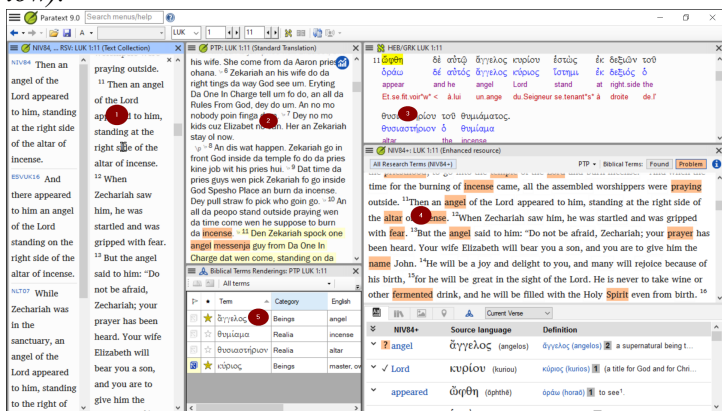 Paratext 9.0 Search menus/help
LUK 1 11
NIV84, ... RSV: LUK 1:11 (Text Collection)
NIV84 Then an
angel of the
Lord appeared
to him, standing
at the right side
of the altar of
incense.
ESVUK16 And
there appeared
to him an angel
of the Lord
standing on the
right side of the
altar of incense.
NLT07 While
Zechariah was
in the
sanctuary, an
angel of the
Lord appeared
to him, standing
to the right of
praying outside.
11 Then an angel
of the Lord
appeared to him,
standing at the
right side of the
altar of incense.
12 When
Zechariah saw
him, he was
startled and was
gripped with fear.
13 But the angel
said to him: “Do
not be afraid,
Zechariah; your
prayer has been
heard. Your wife
Elizabeth will
bear you a son,
and you are to
give him the
PTP: LUK 1:11 (Standard Translation)
his wife. She come from da Aaron pries
ohana. 6 Zekariah an his wife do da
right tings da way God see um. Eryting
Da One In Charge tell um fo do, an all da
Rules From God, dey do um. An no mo
nobody poin finga dem. 7 Dey no mo
kids cuz Elizabet no can. Her an Zekariah
stay ol now.
\p 8 An dis wat happen. Zekariah go in
front God inside da temple fo do da pries
kine job wit his pries hui. 9 Dat time da
pries guys wen pick Zekariah fo go inside
God Spesho Place an burn da incense.
Dey pull straw fo pick who goin go. 10 An
all da peopo stand outside praying wen
da time come wen he suppose to burn
da incense. 11 Den Zekariah spock one
angel messenja guy from Da One In
Charge dat wen come, standing on da
Biblical Terms Renderings: PTP LUK 1:11
All terms
Term Category English
ἄγγελος Beings angel
θυμίαμα Realia incense
θυσιαστήριον Realia altar
κύριος Beings master, ow
HEB/GRK LUK 1:11
11 ὤφθη δὲ αὐτῷ ἄγγελος κυρίου ἑστὼς ἐκ δεξιῶν τοῦ
ὁράω δέ αὐτός ἄγγελος κύριος ἵστημι ἐκ δεξιός ὁ
appear and he angel Lord stand at right.side the
Et.se.fit.voir"w" < à.lui un ange du.Seigneur se.tenant"s" à droite de.l'
θυσιαστηρίου τοῦ θυμιάματος.
θυσιαστήριον ὁ θυμίαμα
altar the incense
NIV84+: LUK 1:11 (Enhanced resource)
All Research Terms (NIV84+) PTP Biblical Terms: Found Problem
time for the burning of incense came, all the assembled worshippers were praying
outside. 11Then an angel of the Lord appeared to him, standing at the right side of
the altar of incense. 12When Zechariah saw him, he was startled and was gripped
with fear. 13But the angel said to him: “Do not be afraid, Zechariah; your prayer has
been heard. Your wife Elizabeth will bear you a son, and you are to give him the
name John. 14He will be a joy and delight to you, and many will rejoice because of
his birth, 15for he will be great in the sight of the Lord. He is never to take wine or
other fermented drink, and he will be filled with the Holy Spirit even from birth. 16
Current Verse
NIV84+ Source language Definition
? angel ἄγγελος (angelos) ἄγγελος (angelos) 2 a supernatural being t...
✓ Lord κυρίου (kuriou) κύριος (kurios) 1 (a title for God and for Chri...
appeared ὤφθη (ōphthē) ὁράω (horaō) 1 to see1.
1
2
3
4
5